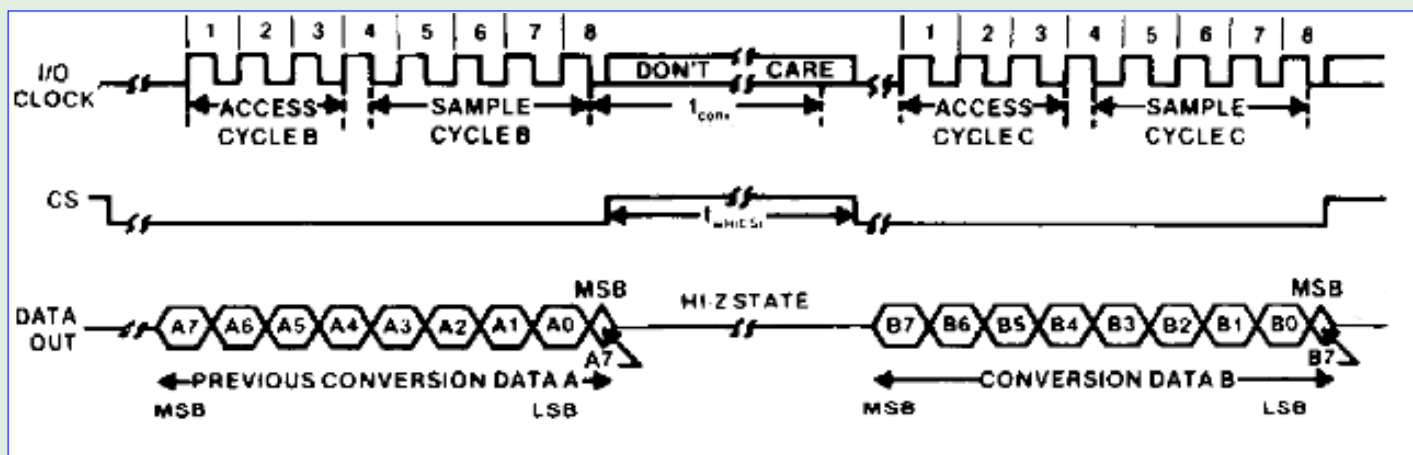 1 2 3 4 5 6 7 8 1 2 3 4 5 6 7 8
I/O CLOCK
DON'T CARE
ACCESS CYCLE B
SAMPLE CYCLE B
ACCESS CYCLE C
SAMPLE CYCLE C
CS
MSB
HI-Z STATE
MSB
DATA OUT
A7 A6 A5 A4 A3 A2 A1 A0
B7 B6 B5 B4 B3 B2 B1 B0
A7
B7
PREVIOUS CONVERSION DATA A
CONVERSION DATA B
MSB LSB MSB LSB